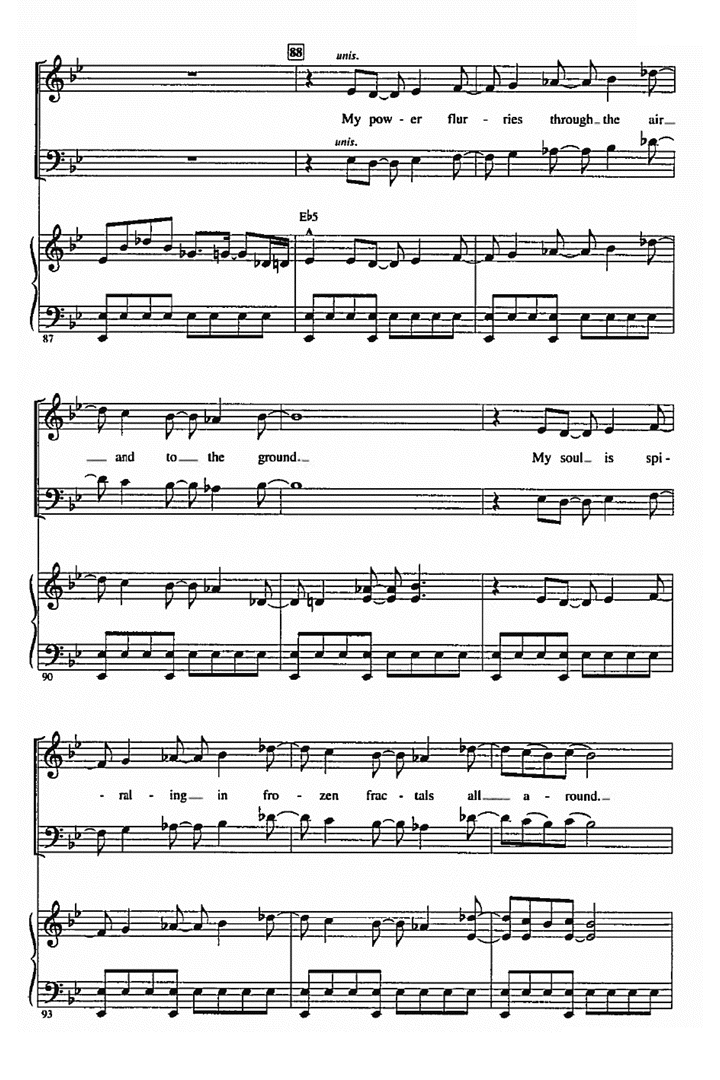 88
unis.
My pow - er flur - ries through the air
unis.
Eb5
87
and to the ground.
My soul is spi -
90
- ral - ing in fro - zen frac - tals all a - round.
93